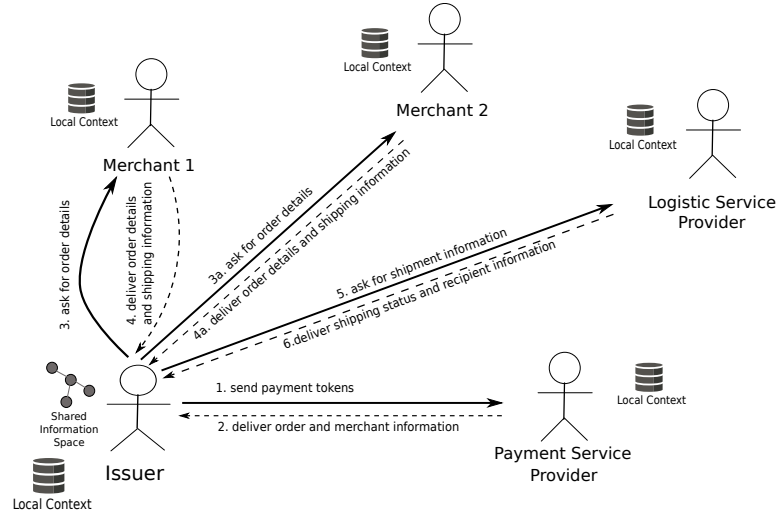 Local Context
Merchant 2
Local Context
Merchant 1
Local Context
Logistic Service
Provider
3. ask for order details
4. deliver order details
and shipping information
3a. ask for order details
4a. deliver order details and shipping information
5. ask for shipment information
6.deliver shipping status and recipient information
Shared
Information
Space
1. send payment tokens
2. deliver order and merchant information
Local Context
Payment Service
Provider
Issuer
Local Context